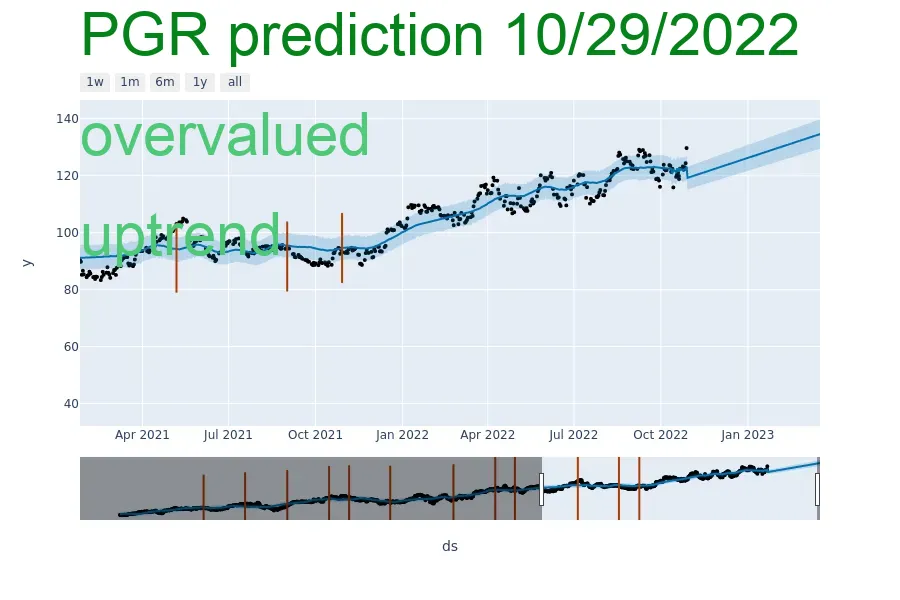 PGR prediction 10/29/2022
1w 1m 6m 1y all
overvalued
uptrend
140
120
100
80
60
40
y
Apr 2021 Jul 2021 Oct 2021 Jan 2022 Apr 2022 Jul 2022 Oct 2022 Jan 2023
ds